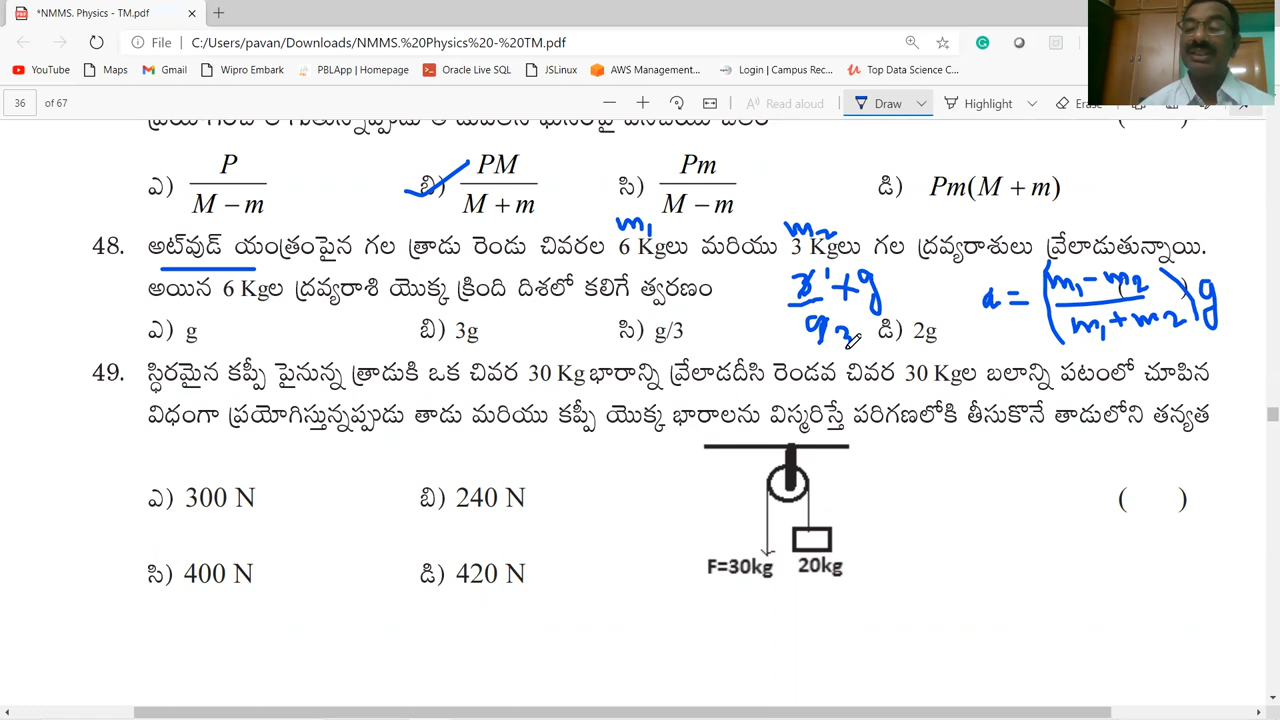 *NMMS. Physics - TM.pdf
File C:/Users/pavan/Downloads/NMMS.%20Physics%20-%20TM.pdf
YouTube Maps Gmail Wipro Embark PBLApp | Homepage Oracle Live SQL JSLinux AWS Management... Login | Campus Rec... Top Data Science C...
36 of 67 Read aloud Draw Highlight Erase
ఎ) P / M − m బి) PM / M + m సి) Pm / M − m డి) Pm(M + m)
m1 m2
48. అట్‌వుడ్ యంత్రంపైన గల త్రాడు రెండు చివరల 6 Kgలు మరియు 3 Kgలు గల ద్రవ్యరాశులు వ్రేలాడుతున్నాయి.
అయిన 6 Kgల ద్రవ్యరాశి యొక్క క్రింది దిశలో కలిగే త్వరణం ( )
a = (m1 − m2 / m1 + m2) g
ఎ) g బి) 3g సి) g/3 డి) 2g
49. స్థిరమైన కప్పీ పైనున్న త్రాడుకి ఒక చివర 30 Kg భారాన్ని వ్రేలాడదీసి రెండవ చివర 30 Kgల బలాన్ని పటంలో చూపిన
విధంగా ప్రయోగిస్తున్నప్పుడు తాడు మరియు కప్పీ యొక్క భారాలను విస్మరిస్తే పరిగణలోకి తీసుకొనే తాడులోని తన్యత
ఎ) 300 N బి) 240 N ( )
F=30kg 20kg
సి) 400 N డి) 420 N